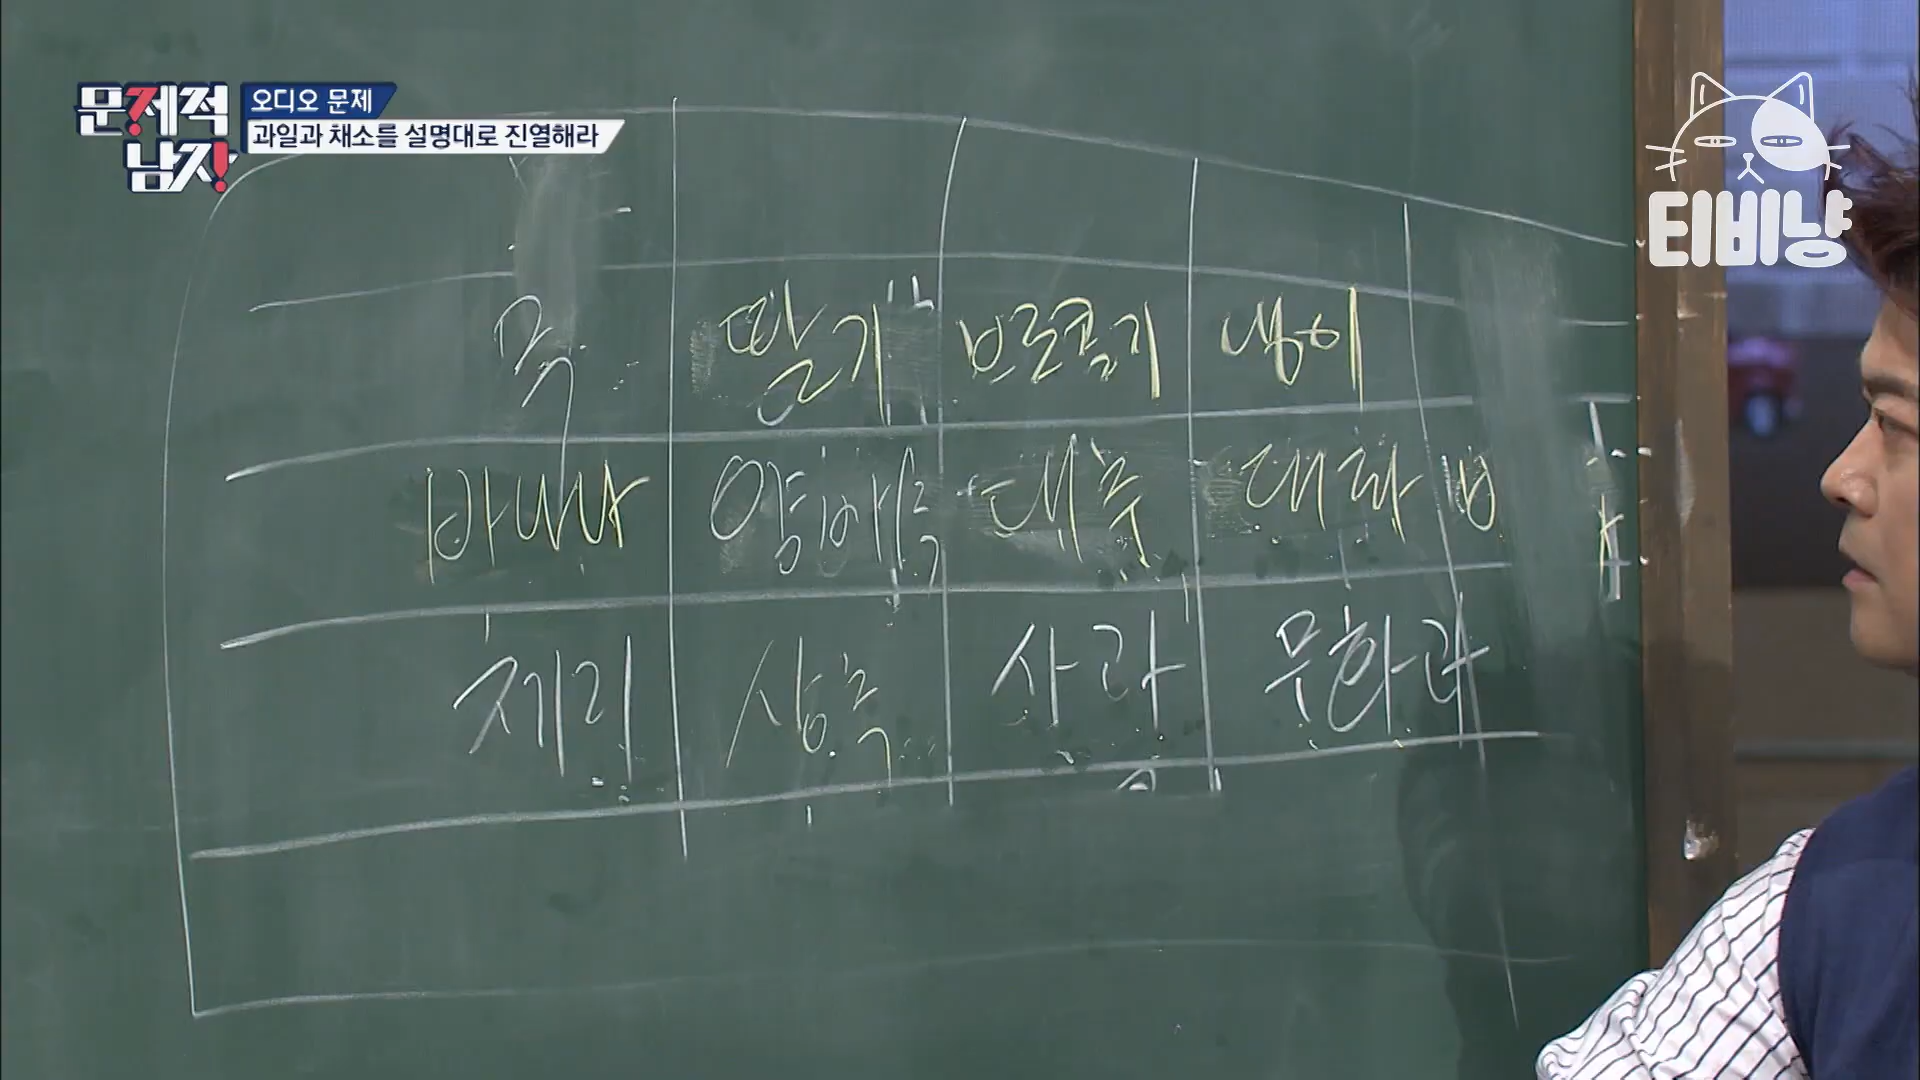 문제적
남자
오디오 문제
과일과 채소를 설명대로 진열해라
티비냥
딸기 브로콜리 냉이
바나나 양배추 대추 대파
체리 상추 사과 무화과